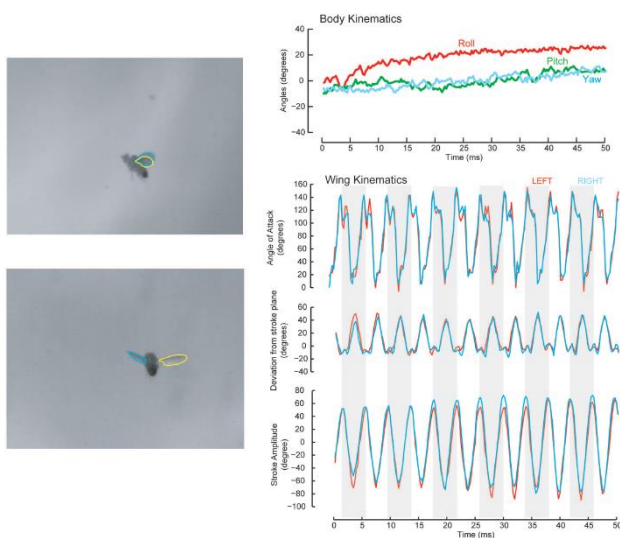 Body Kinematics
Angles (degrees)
40
20
0
-20
-40
Roll
Pitch
Yaw
0 5 10 15 20 25 30 35 40 45 50
Time (ms)
Wing Kinematics
LEFT RIGHT
Angle of Attack
(degrees)
160
140
120
100
80
60
40
20
0
Deviation from stroke plane
(degrees)
60
40
20
0
−20
−40
Stroke Amplitude
(degree)
80
60
40
20
0
−20
−40
−60
−80
−100
0 5 10 15 20 25 30 35 40 45 50
Time (ms)